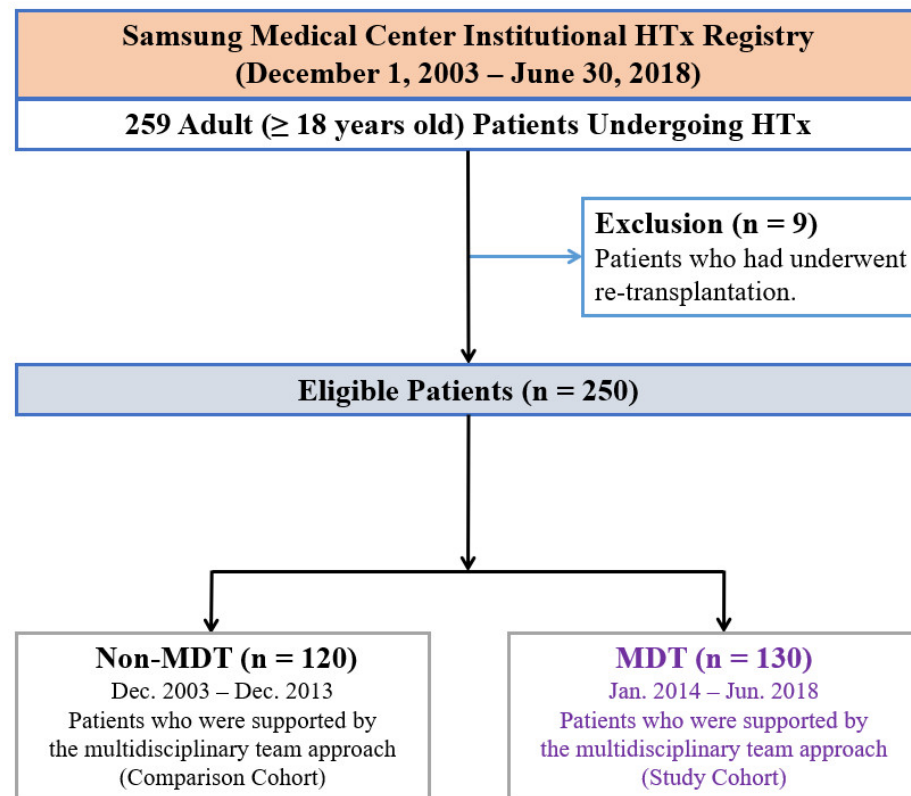 Samsung Medical Center Institutional HTx Registry
(December 1, 2003 – June 30, 2018)
259 Adult (≥ 18 years old) Patients Undergoing HTx
Exclusion (n = 9)
Patients who had underwent
re-transplantation.
Eligible Patients (n = 250)
Non-MDT (n = 120)
Dec. 2003 – Dec. 2013
Patients who were supported by
the multidisciplinary team approach
(Comparison Cohort)
MDT (n = 130)
Jan. 2014 – Jun. 2018
Patients who were supported by
the multidisciplinary team approach
(Study Cohort)